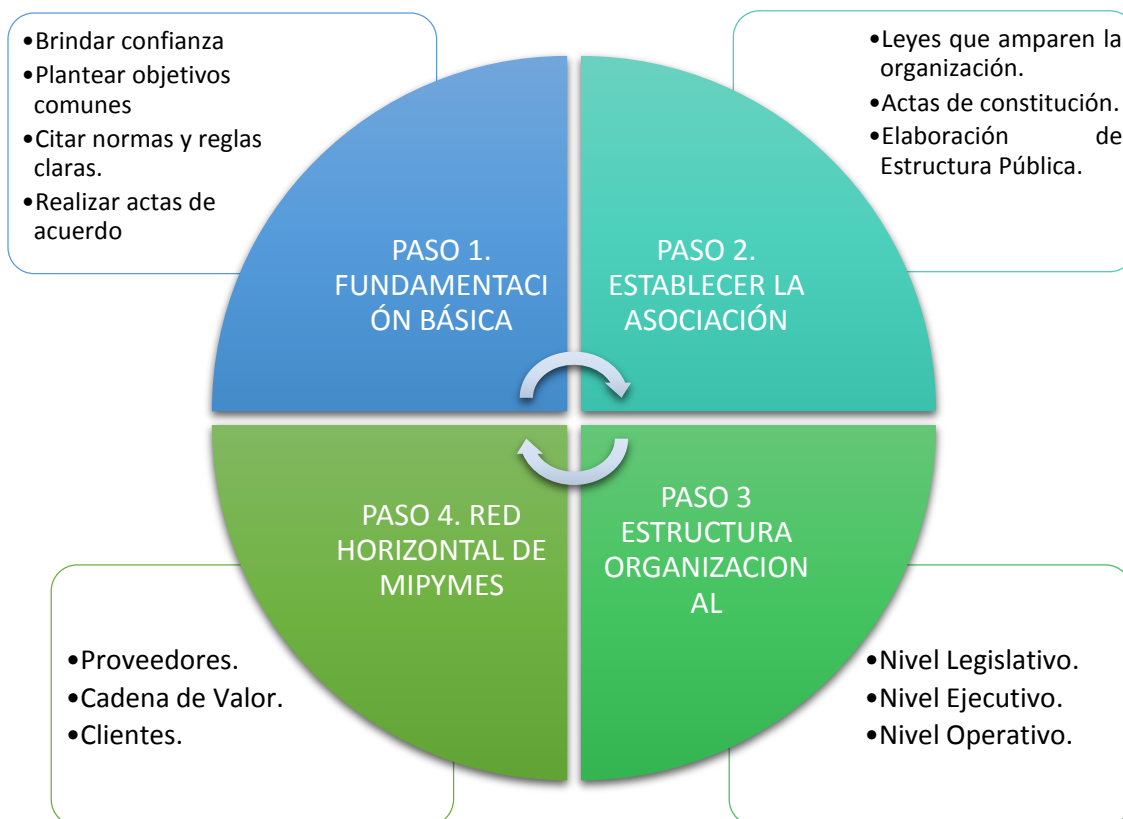 •Brindar confianza
•Plantear objetivos
comunes
•Citar normas y reglas
claras.
•Realizar actas de
acuerdo
•Leyes que amparen la
organización.
•Actas de constitución.
•Elaboración de
Estructura Pública.
PASO 1.
FUNDAMENTACI
ÓN BÁSICA
PASO 2.
ESTABLECER LA
ASOCIACIÓN
PASO 4. RED
HORIZONTAL DE
MIPYMES
PASO 3
ESTRUCTURA
ORGANIZACION
AL
•Proveedores.
•Cadena de Valor.
•Clientes.
•Nivel Legislativo.
•Nivel Ejecutivo.
•Nivel Operativo.